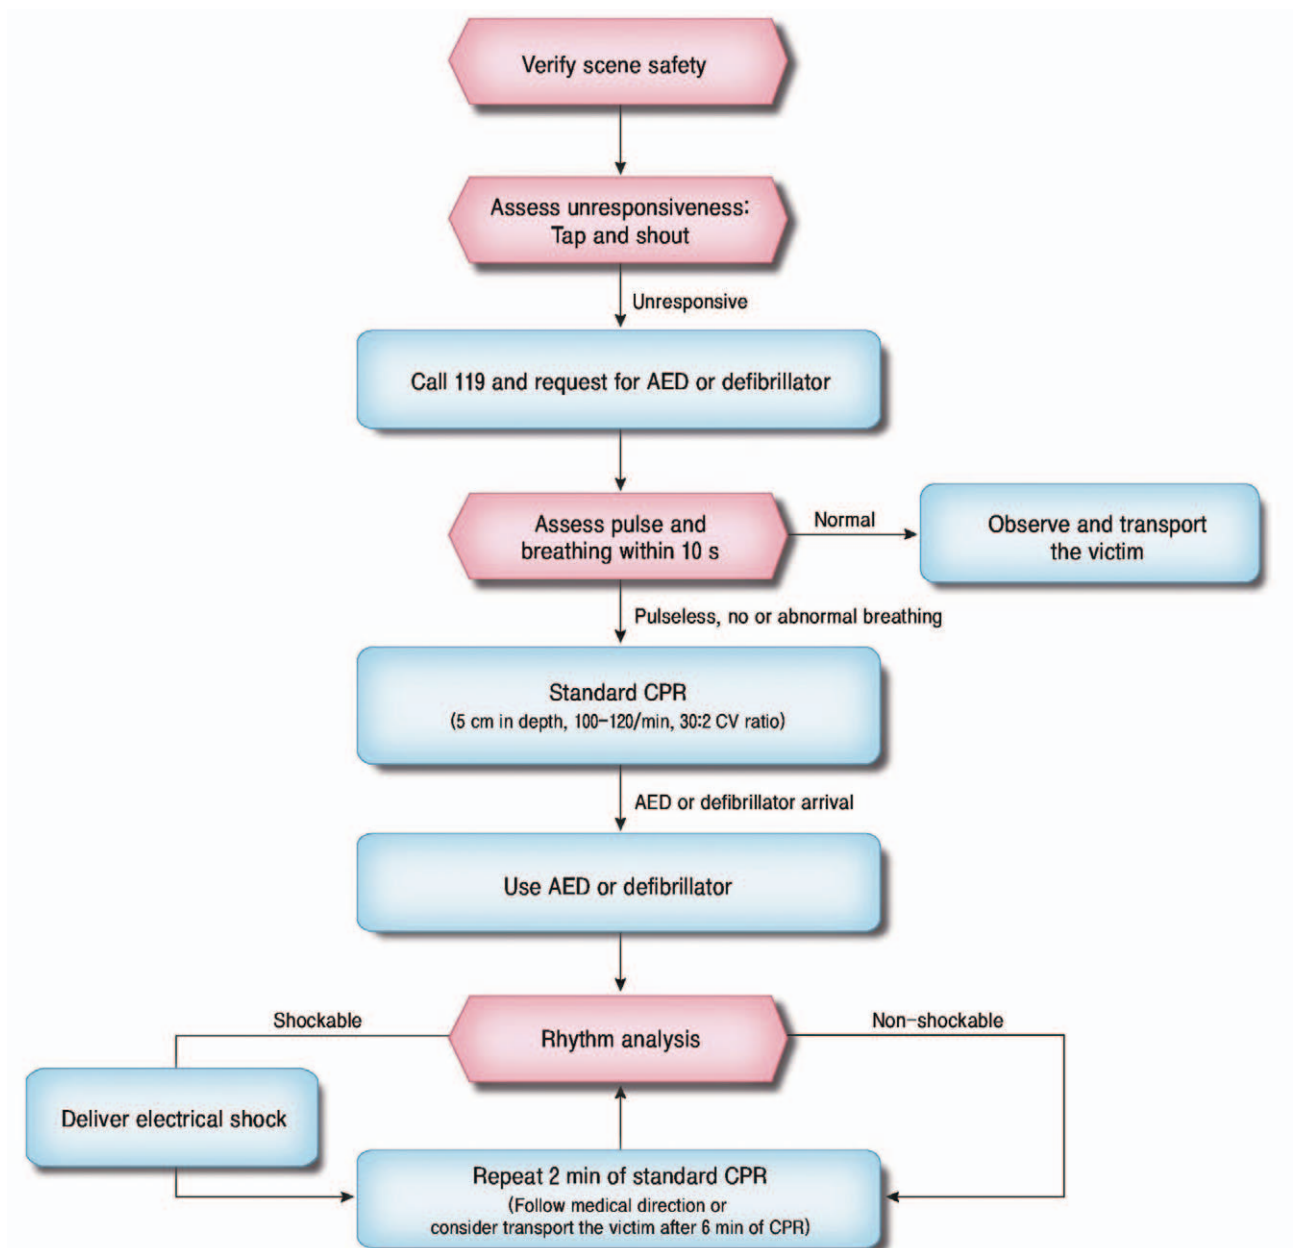 Verify scene safety
Assess unresponsiveness:
Tap and shout
Unresponsive
Call 119 and request for AED or defibrillator
Assess pulse and
breathing within 10 s
Normal
Observe and transport
the victim
Pulseless, no or abnormal breathing
Standard CPR
(5 cm in depth, 100-120/min, 30:2 CV ratio)
AED or defibrillator arrival
Use AED or defibrillator
Shockable
Rhythm analysis
Non-shockable
Deliver electrical shock
Repeat 2 min of standard CPR
(Follow medical direction or
consider transport the victim after 6 min of CPR)